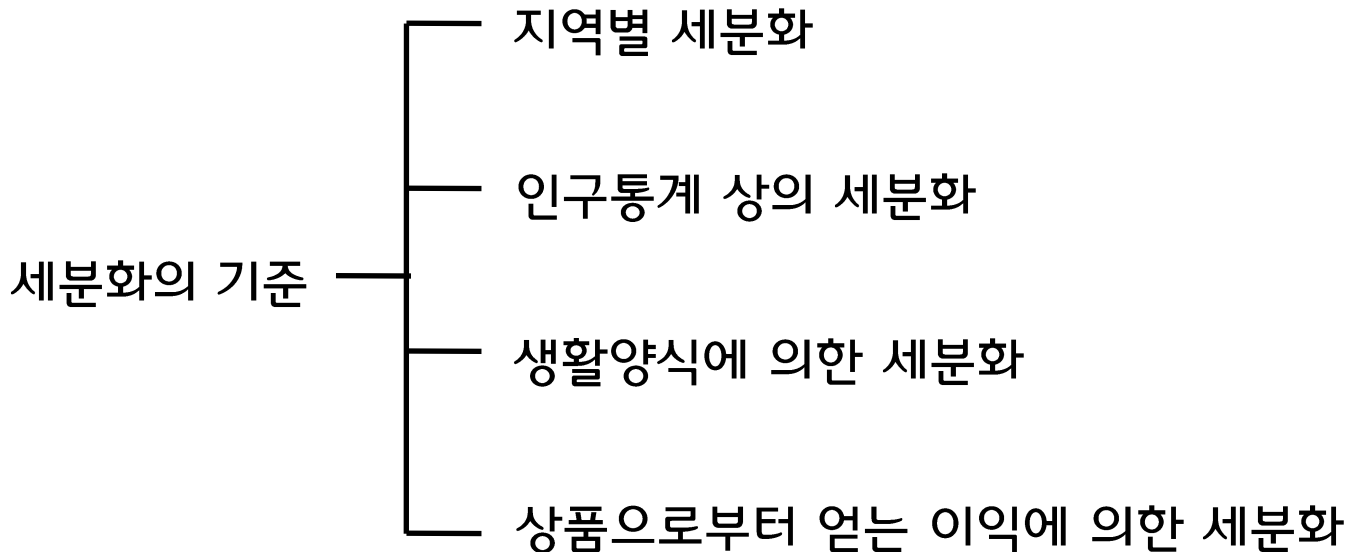 지역별 세분화
인구통계 상의 세분화
세분화의 기준
생활양식에 의한 세분화
상품으로부터 얻는 이익에 의한 세분화